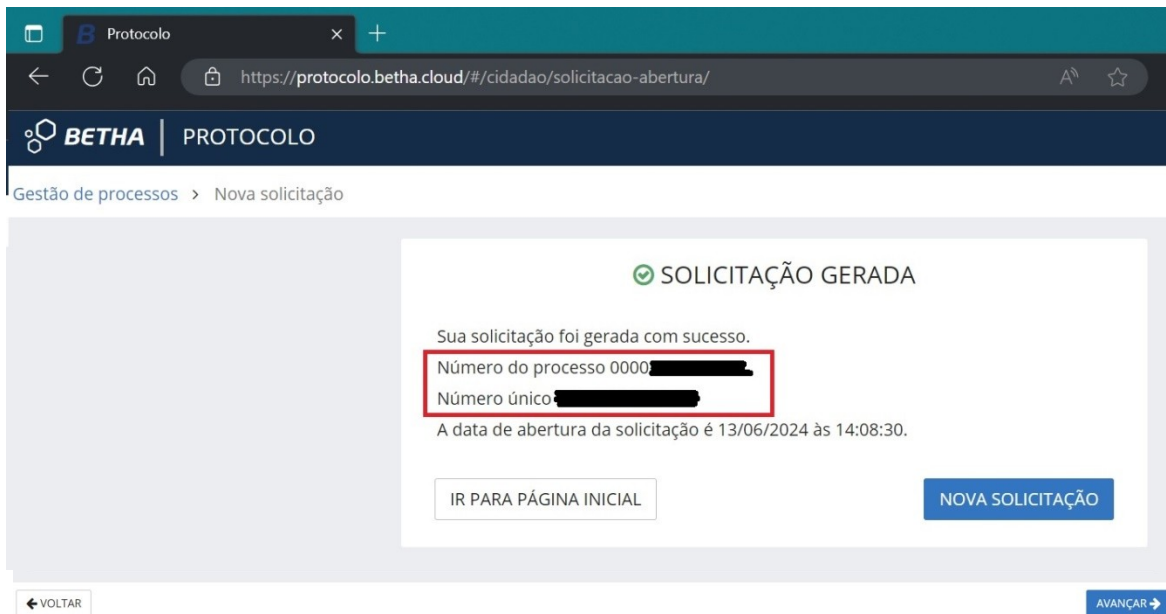 Protocolo
https://protocolo.betha.cloud/#/cidadao/solicitacao-abertura/
BETHA | PROTOCOLO
Gestão de processos > Nova solicitação
SOLICITAÇÃO GERADA
Sua solicitação foi gerada com sucesso.
Número do processo 0000
Número único
A data de abertura da solicitação é 13/06/2024 às 14:08:30.
IR PARA PÁGINA INICIAL
NOVA SOLICITAÇÃO
VOLTAR
AVANÇAR